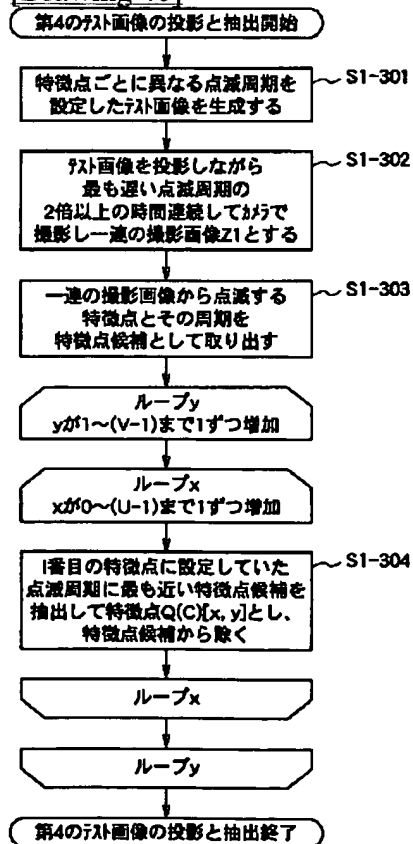 第4のテスト画像の投影と抽出開始
特徴点ごとに異なる点滅周期を
設定したテスト画像を生成する
S1-301
テスト画像を投影しながら
最も遅い点滅周期の
2倍以上の時間連続してカメラで
撮影し一連の撮影画像Z1とする
S1-302
一連の撮影画像から点滅する
特徴点とその周期を
特徴点候補として取り出す
S1-303
ループy
yが1~(V-1)まで1ずつ増加
ループx
xが0~(U-1)まで1ずつ増加
I番目の特徴点に設定していた
点滅周期に最も近い特徴点候補を
抽出して特徴点Q(C)[x, y]とし、
特徴点候補から除く
S1-304
ループx
ループy
第4のテスト画像の投影と抽出終了